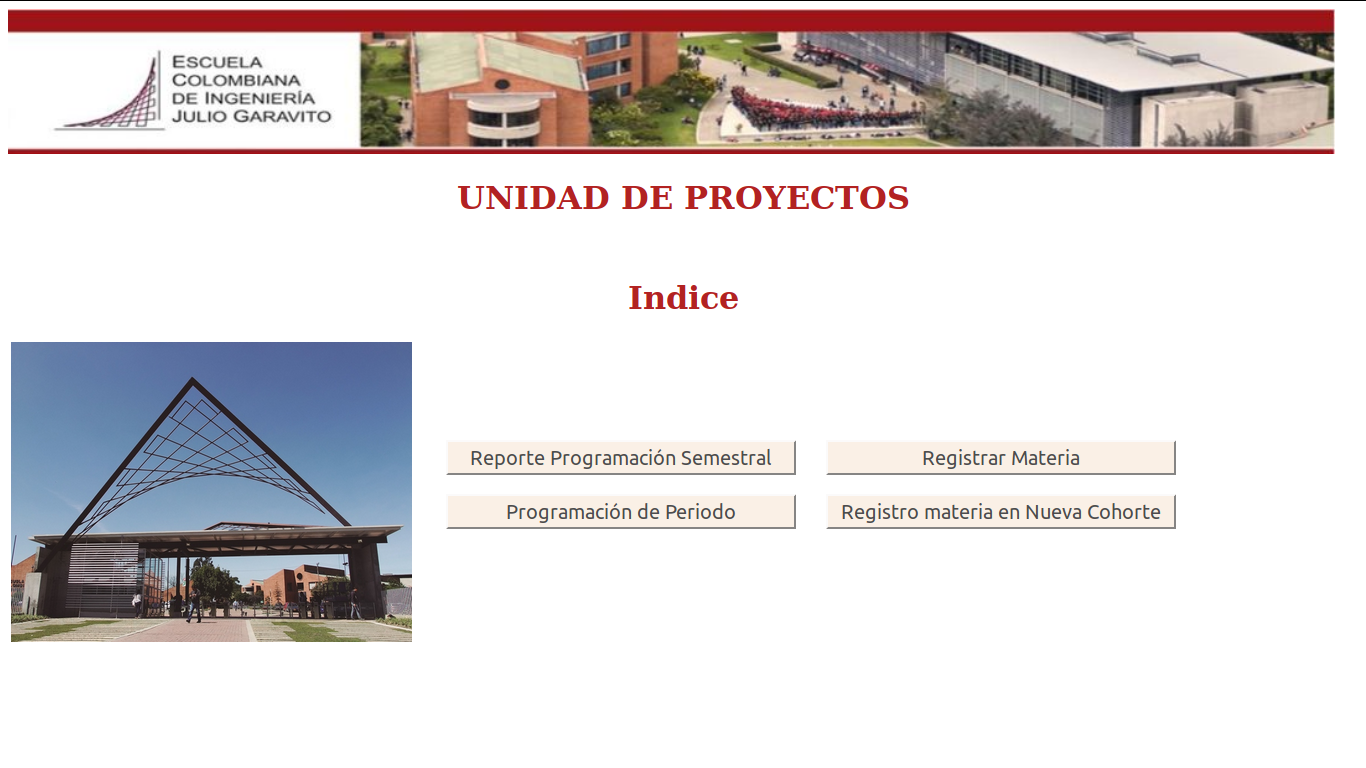 ESCUELA
COLOMBIANA
DE INGENIERÍA
JULIO GARAVITO
UNIDAD DE PROYECTOS
Indice
Reporte Programación Semestral
Registrar Materia
Programación de Periodo
Registro materia en Nueva Cohorte